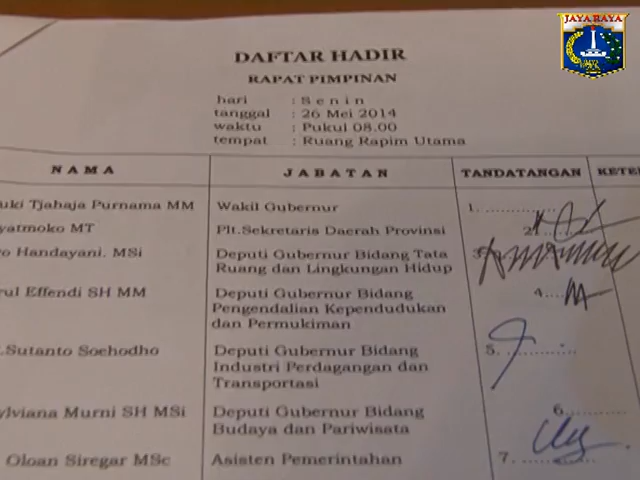 JAYA RAYA
DAFTAR HADIR
RAPAT PIMPINAN
hari : Senin
tanggal : 26 Mei 2014
waktu : Pukul 08.00
tempat : Ruang Rapim Utama
NAMA JABATAN TANDATANGAN KETE
uki Tjahaja Purnama MM Wakil Gubernur 1.
yatmoko MT Plt.Sekretaris Daerah Provinsi 2.
o Handayani. MSi Deputi Gubernur Bidang Tata 3.
Ruang dan Lingkungan Hidup
rul Effendi SH MM Deputi Gubernur Bidang 4.
Pengendalian Kependudukan
dan Permukiman
.Sutanto Soehodho Deputi Gubernur Bidang 5.
Industri Perdagangan dan
Transportasi
ylviana Murni SH MSi Deputi Gubernur Bidang 6.
Budaya dan Pariwisata
Oloan Siregar MSc Asisten Pemerintahan 7.